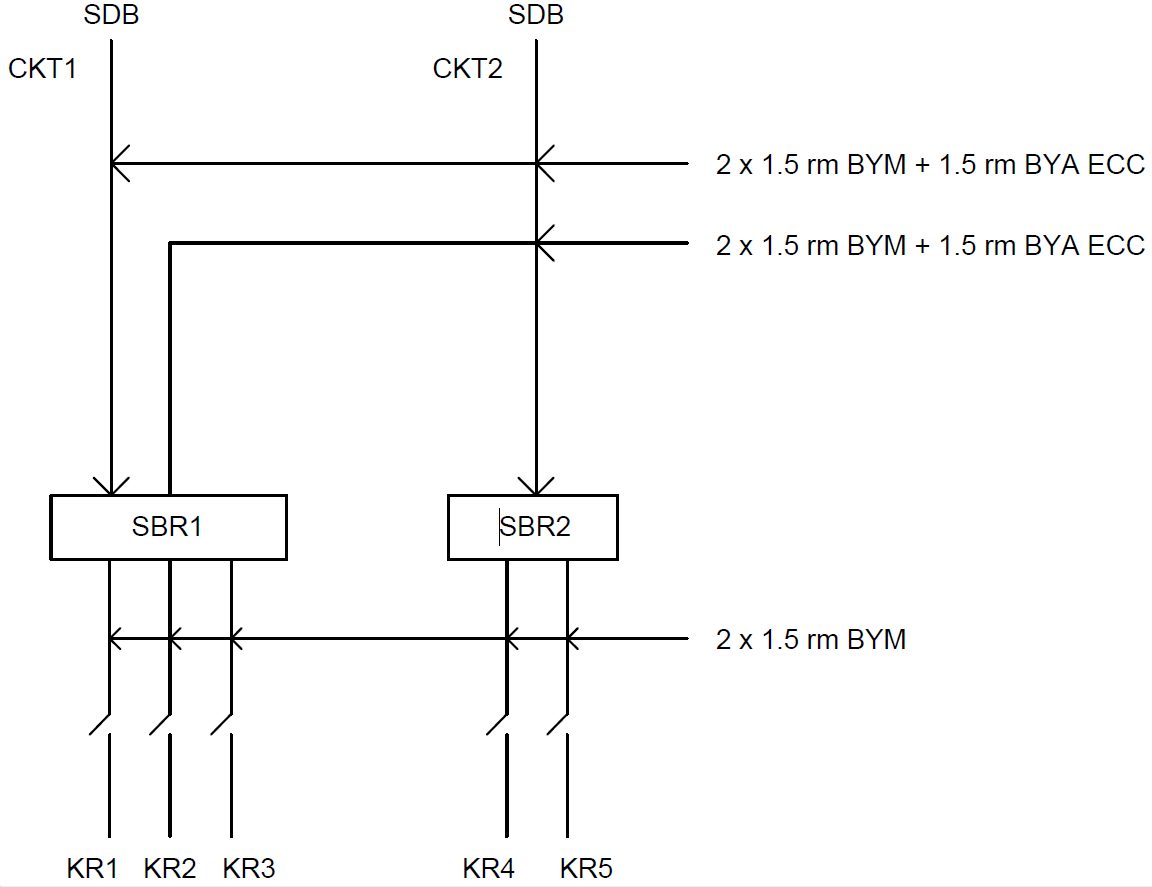 SDB
SDB
CKT1
CKT2
2 x 1.5 rm BYM + 1.5 rm BYA ECC
2 x 1.5 rm BYM + 1.5 rm BYA ECC
SBR1
SBR2
2 x 1.5 rm BYM
KR1
KR2
KR3
KR4
KR5